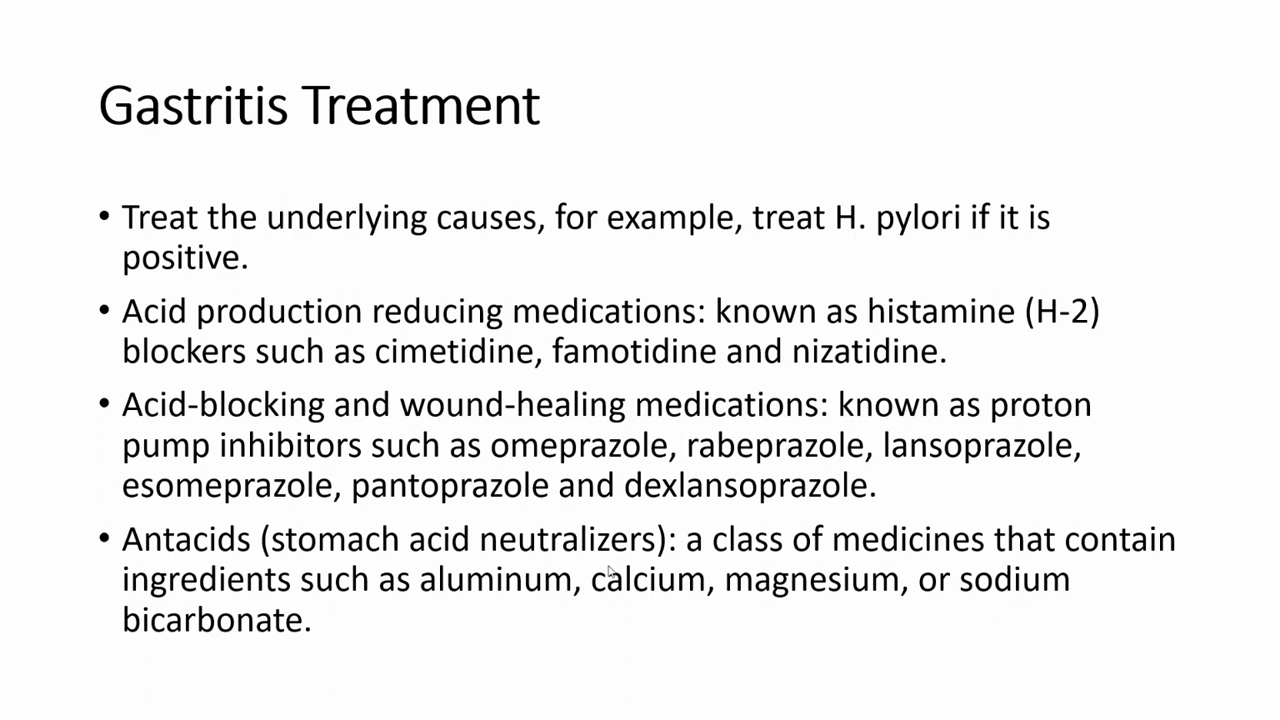 Gastritis Treatment
• Treat the underlying causes, for example, treat H. pylori if it is
positive.
• Acid production reducing medications: known as histamine (H-2)
blockers such as cimetidine, famotidine and nizatidine.
• Acid-blocking and wound-healing medications: known as proton
pump inhibitors such as omeprazole, rabeprazole, lansoprazole,
esomeprazole, pantoprazole and dexlansoprazole.
• Antacids (stomach acid neutralizers): a class of medicines that contain
ingredients such as aluminum, calcium, magnesium, or sodium
bicarbonate.